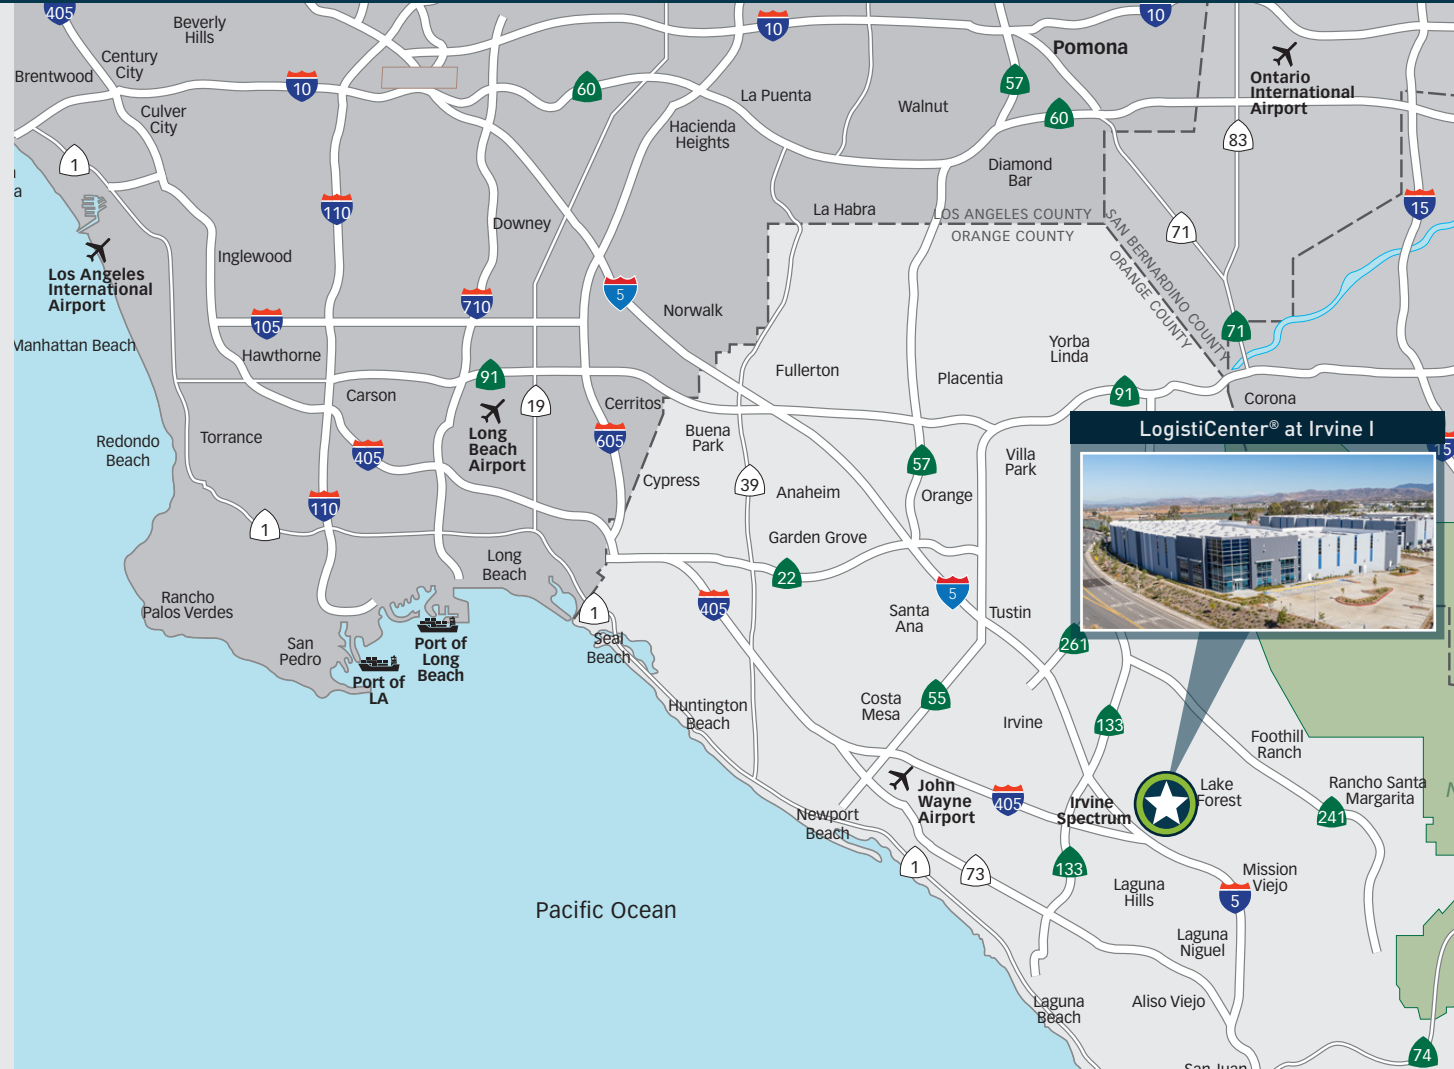 405
Beverly
Hills
10
10
Pomona
Century
City
Brentwood
10
60
57
Ontario
International
Airport
La Puenta
Walnut
60
Culver
City
Hacienda
Heights
83
1
Diamond
Bar
a
110
La Habra
LOS ANGELES COUNTY
ORANGE COUNTY
SAN BERNARDINO COUNTY
ORANGE COUNTY
15
71
Downey
Inglewood
Los Angeles
International
Airport
5
710
Norwalk
105
71
Manhattan Beach
Hawthorne
Yorba
Linda
Fullerton
Placentia
91
91
Carson
19
Cerritos
Corona
LogistiCenter® at Irvine I
Redondo
Beach
Torrance
405
Long
Beach
Airport
605
Buena
Park
57
Villa
Park
15
Cypress
39
Anaheim
Orange
110
1
Garden Grove
Long
Beach
22
5
Rancho
Palos Verdes
405
1
Santa
Ana
Tustin
San
Pedro
Port of
Long
Beach
Seal
Beach
261
Port of
LA
55
Costa
Mesa
Huntington
Beach
Irvine
133
Foothill
Ranch
John
Wayne
Airport
405
Irvine
Spectrum
Lake
Forest
Rancho Santa
Margarita
241
Newport
Beach
1
73
133
Mission
Viejo
Laguna
Hills
5
Pacific Ocean
Laguna
Niguel
Laguna
Beach
Aliso Viejo
74
San Juan